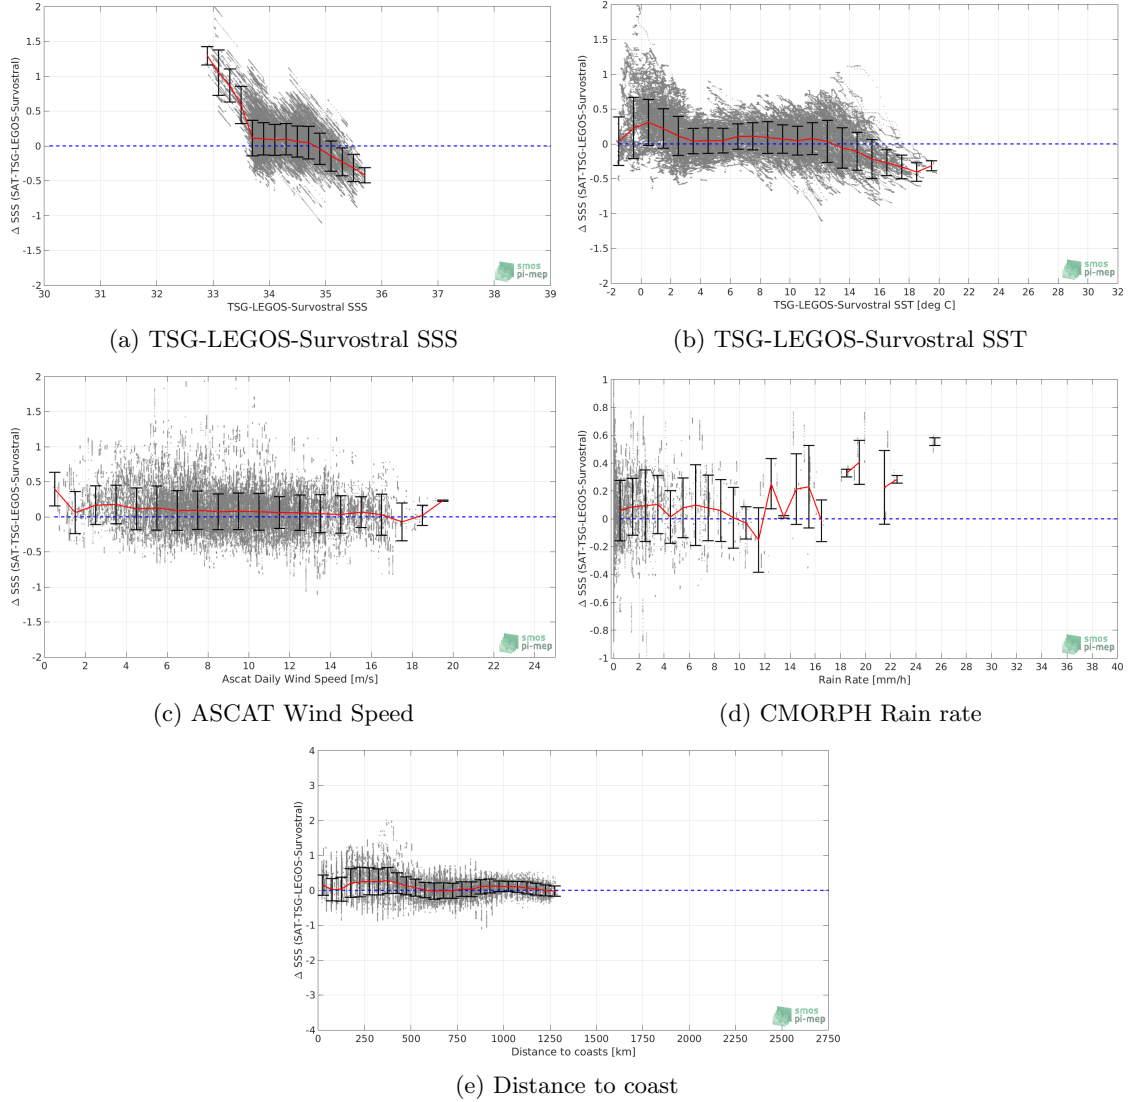 Δ SSS (SAT-TSG-LEGOS-Survostral)
2
1.5
1
0.5
0
-0.5
-1
-1.5
-2
30 31 32 33 34 35 36 37 38 39
TSG-LEGOS-Survostral SSS
smos
pi-mep
(a) TSG-LEGOS-Survostral SSS
Δ SSS (SAT-TSG-LEGOS-Survostral)
2
1.5
1
0.5
0
-0.5
-1
-1.5
-2
-2 0 2 4 6 8 10 12 14 16 18 20 22 24 26 28 30 32
TSG-LEGOS-Survostral SST [deg C]
smos
pi-mep
(b) TSG-LEGOS-Survostral SST
Δ SSS (SAT-TSG-LEGOS-Survostral)
2
1.5
1
0.5
0
-0.5
-1
-1.5
-2
0 2 4 6 8 10 12 14 16 18 20 22 24
Ascat Daily Wind Speed [m/s]
smos
pi-mep
(c) ASCAT Wind Speed
Δ SSS (SAT-TSG-LEGOS-Survostral)
1
0.8
0.6
0.4
0.2
0
-0.2
-0.4
-0.6
-0.8
-1
0 2 4 6 8 10 12 14 16 18 20 22 24 26 28 30 32 34 36 38 40
Rain Rate [mm/h]
smos
pi-mep
(d) CMORPH Rain rate
Δ SSS (SAT-TSG-LEGOS-Survostral)
4
3
2
1
0
-1
-2
-3
-4
0 250 500 750 1000 1250 1500 1750 2000 2250 2500 2750
Distance to coasts [km]
smos
pi-mep
(e) Distance to coast